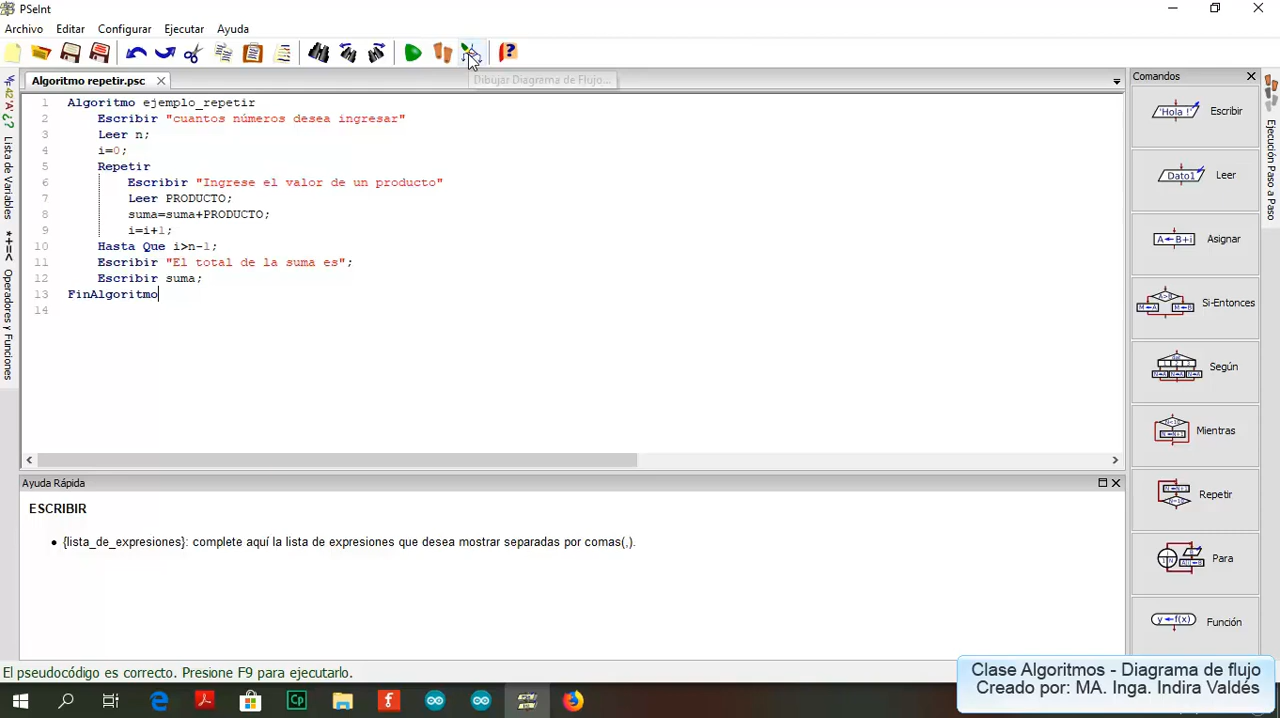 PSeInt
Archivo Editar Configurar Ejecutar Ayuda
Algoritmo repetir.psc
Dibujar Diagrama de Flujo...
Comandos
1 Algoritmo ejemplo_repetir
2 Escribir "cuantos números desea ingresar"
3 Leer n;
4 i=0;
5 Repetir
6 Escribir "Ingrese el valor de un producto"
7 Leer PRODUCTO;
8 suma=suma+PRODUCTO;
9 i=i+1;
10 Hasta Que i>n-1;
11 Escribir "El total de la suma es";
12 Escribir suma;
13 FinAlgoritmo
14
Lista de Variables
Operadores y Funciones
'Hola !' Escribir
Dato1 Leer
A←B+i Asignar
Si-Entonces
Según
Mientras
Repetir
Para
y←f(x) Función
Ejecución Paso a Paso
Ayuda Rápida
ESCRIBIR
• {lista_de_expresiones}: complete aquí la lista de expresiones que desea mostrar separadas por comas(,).
El pseudocódigo es correcto. Presione F9 para ejecutarlo.
Clase Algoritmos - Diagrama de flujo
Creado por: MA. Inga. Indira Valdés